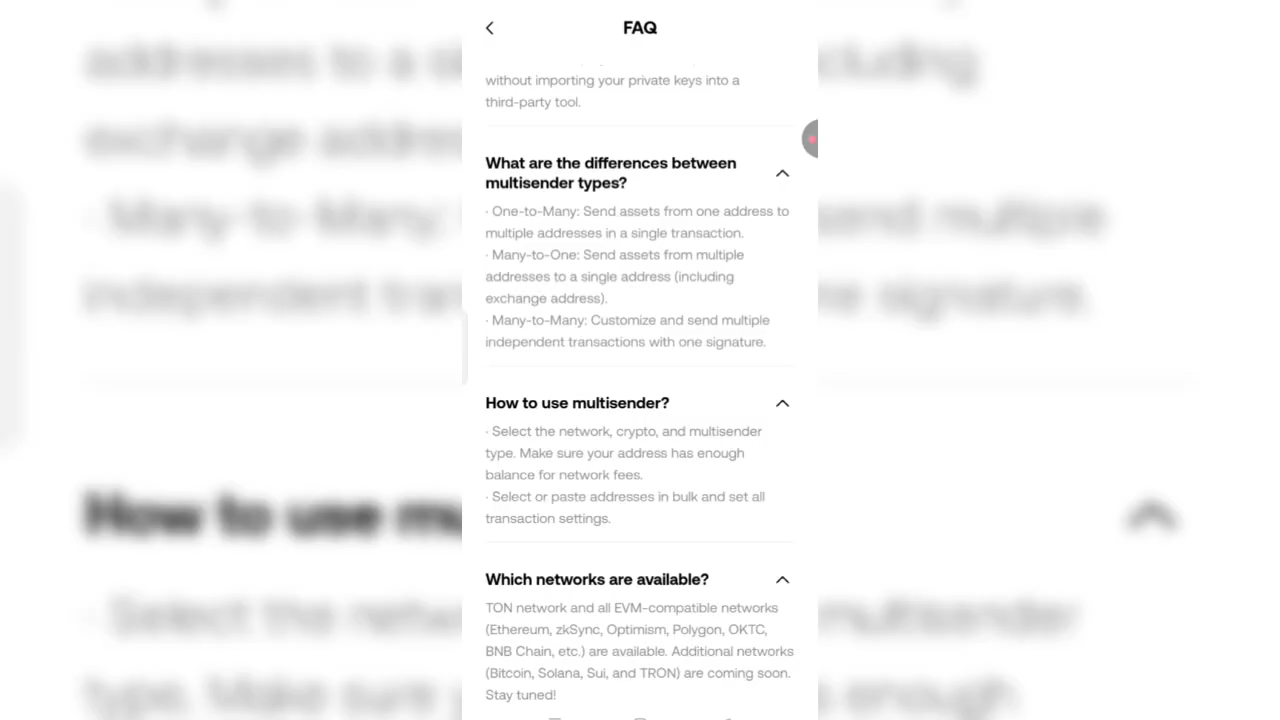 FAQ
without importing your private keys into a
third-party tool.
What are the differences between
multisender types?
· One-to-Many: Send assets from one address to
multiple addresses in a single transaction.
· Many-to-One: Send assets from multiple
addresses to a single address (including
exchange address).
· Many-to-Many: Customize and send multiple
independent transactions with one signature.
How to use multisender?
· Select the network, crypto, and multisender
type. Make sure your address has enough
balance for network fees.
· Select or paste addresses in bulk and set all
transaction settings.
Which networks are available?
TON network and all EVM-compatible networks
(Ethereum, zkSync, Optimism, Polygon, OKTC,
BNB Chain, etc.) are available. Additional networks
(Bitcoin, Solana, Sui, and TRON) are coming soon.
Stay tuned!